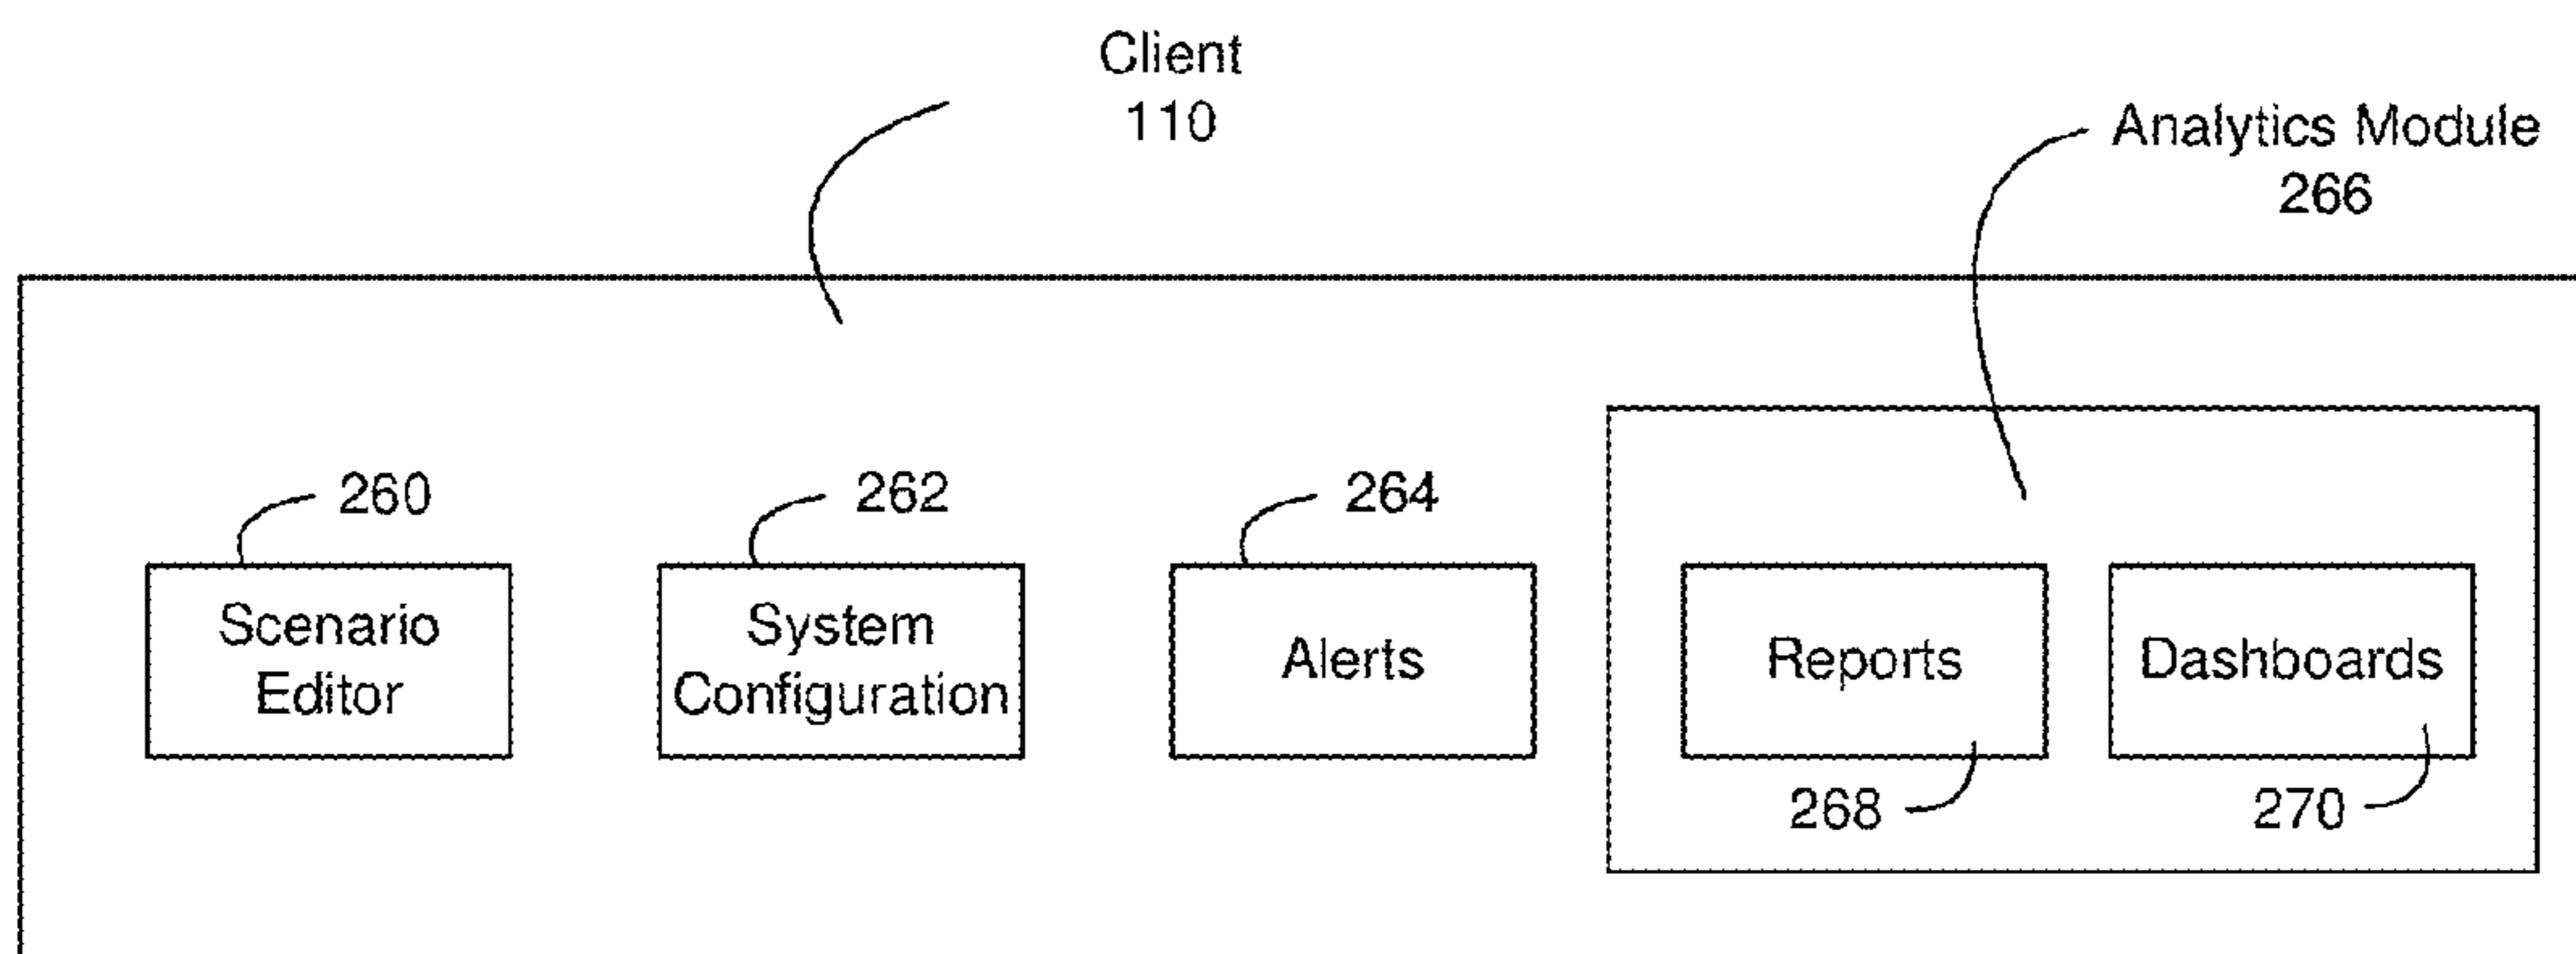 Client
110
Analytics Module
266
260
262
264
Scenario
Editor
System
Configuration
Alerts
Reports
Dashboards
268
270